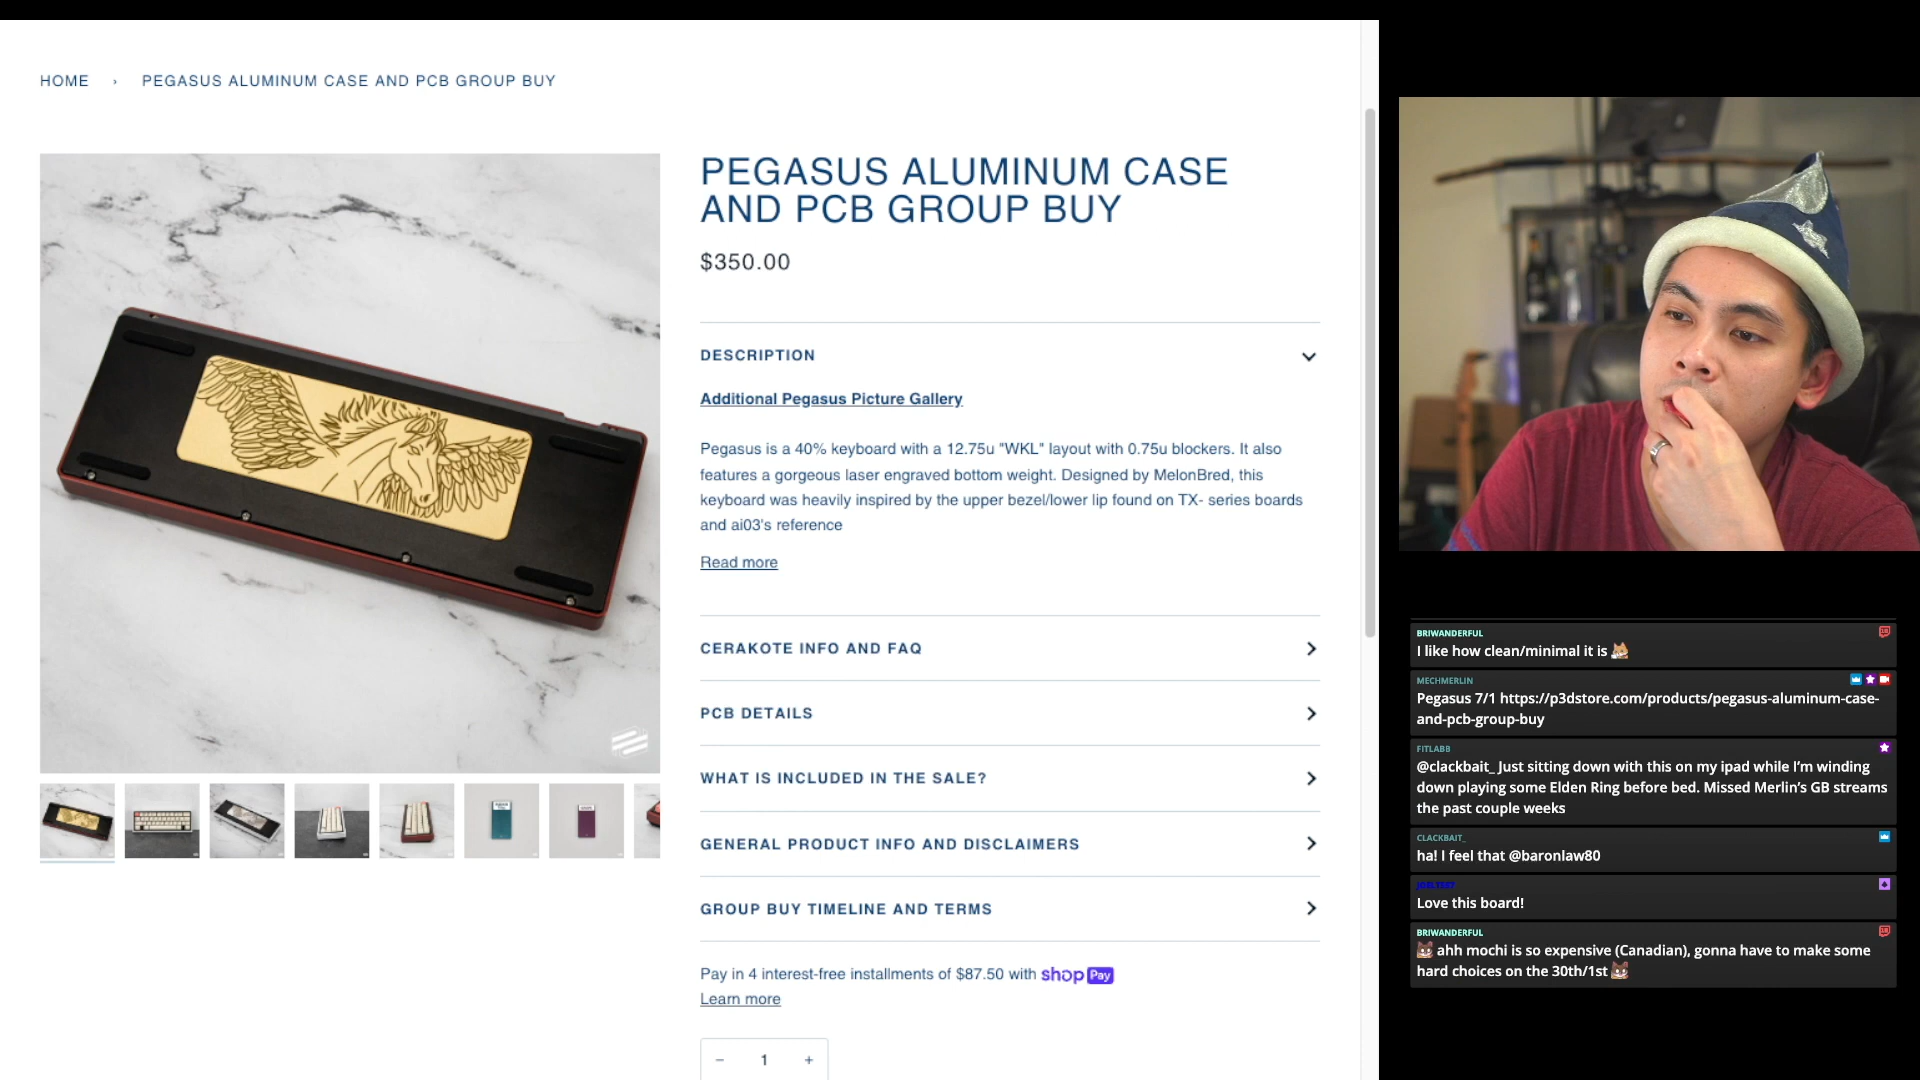 HOME › PEGASUS ALUMINUM CASE AND PCB GROUP BUY
PEGASUS ALUMINUM CASE
AND PCB GROUP BUY
$350.00
DESCRIPTION
Additional Pegasus Picture Gallery
Pegasus is a 40% keyboard with a 12.75u "WKL" layout with 0.75u blockers. It also
features a gorgeous laser engraved bottom weight. Designed by MelonBred, this
keyboard was heavily inspired by the upper bezel/lower lip found on TX- series boards
and ai03's reference
Read more
CERAKOTE INFO AND FAQ
PCB DETAILS
WHAT IS INCLUDED IN THE SALE?
GENERAL PRODUCT INFO AND DISCLAIMERS
GROUP BUY TIMELINE AND TERMS
Pay in 4 interest-free installments of $87.50 with shop Pay
Learn more
− 1 +
BRIWANDERFUL
I like how clean/minimal it is
MECHMERLIN
Pegasus 7/1 https://p3dstore.com/products/pegasus-aluminum-case-
and-pcb-group-buy
FITLABB
@clackbait_ Just sitting down with this on my ipad while I'm winding
down playing some Elden Ring before bed. Missed Merlin's GB streams
the past couple weeks
CLACKBAIT_
ha! I feel that @baronlaw80
Love this board!
BRIWANDERFUL
ahh mochi is so expensive (Canadian), gonna have to make some
hard choices on the 30th/1st